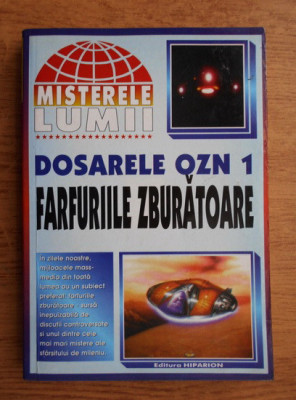 MISTERELE
LUMII
DOSARELE OZN 1
FARFURIILE ZBURĂTOARE
In zilele noastre,
mijloacele mass-
media din toată
lumea au un subiect
preferat: farfuriile
zburătoare, sursă
inepuizabilă de
discuții controversate
și unul dintre cele
mai mari mistere ale
sfârșitului de mileniu.
Editura HIPARION